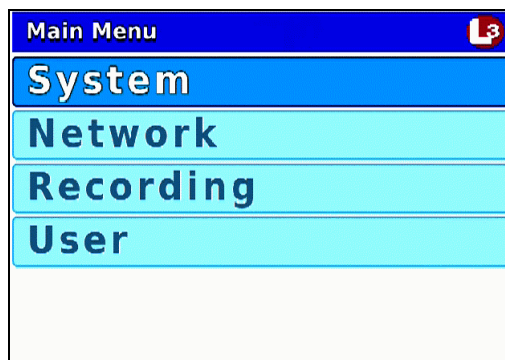 Main Menu
L3
System
Network
Recording
User